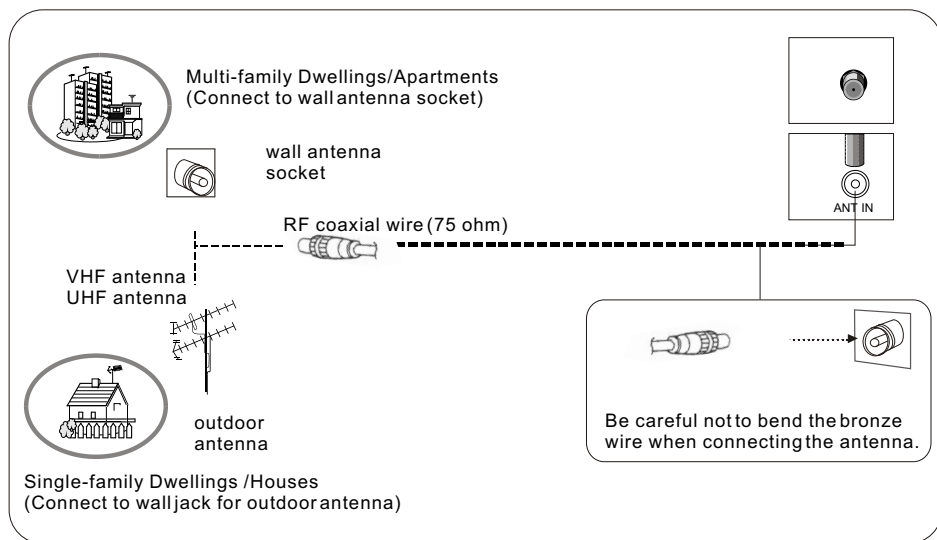 Multi-family Dwellings/Apartments
(Connect to wall antenna socket)
wall antenna
socket
ANT IN
RF coaxial wire (75 ohm)
VHF antenna
UHF antenna
outdoor
antenna
Be careful not to bend the bronze
wire when connecting the antenna.
Single-family Dwellings /Houses
(Connect to wall jack for outdoor antenna)